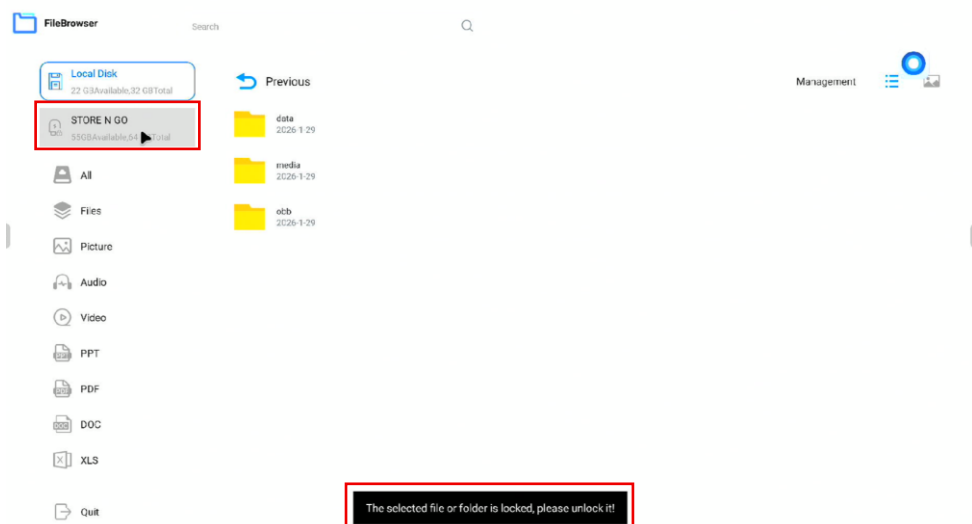 FileBrowser
Search
Local Disk
22 GBAvailable,32 GBTotal
STORE N GO
55GBAvailable,64 Total
All
Files
Picture
Audio
Video
PPT
PDF
DOC
XLS
Quit
Previous
Management
data
2026-1-29
media
2026-1-29
obb
2026-1-29
The selected file or folder is locked, please unlock it!